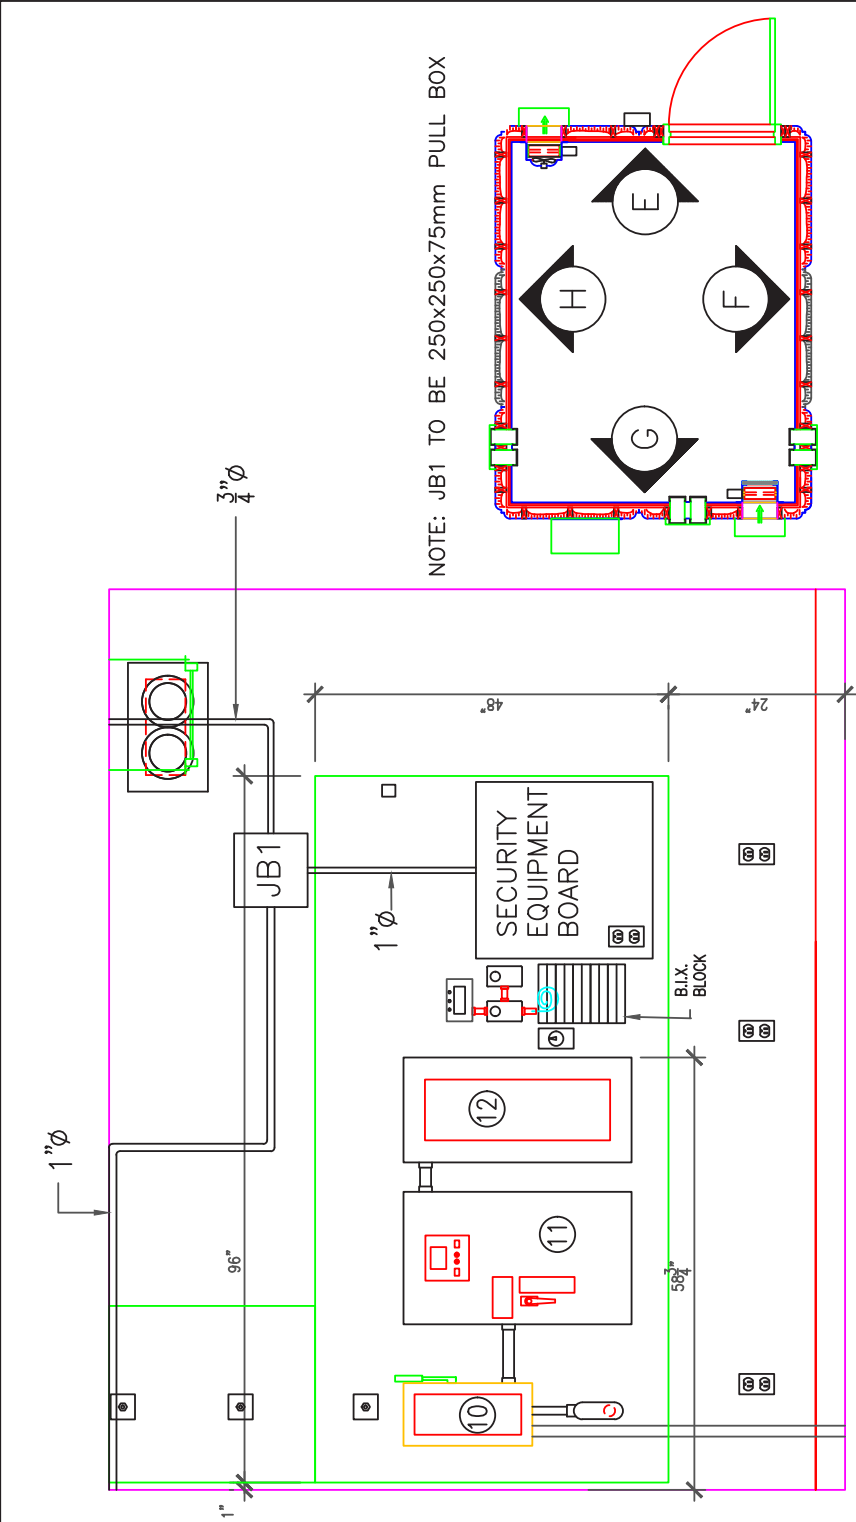 NOTE: JB1 TO BE 250x250x75mm PULL BOX
E
H
F
G
3/4"Ø
48"
24"
JB1
SECURITY
EQUIPMENT
BOARD
1"Ø
B.I.X.
BLOCK
12
1"Ø
11
96"
58 3/4"
10
1"